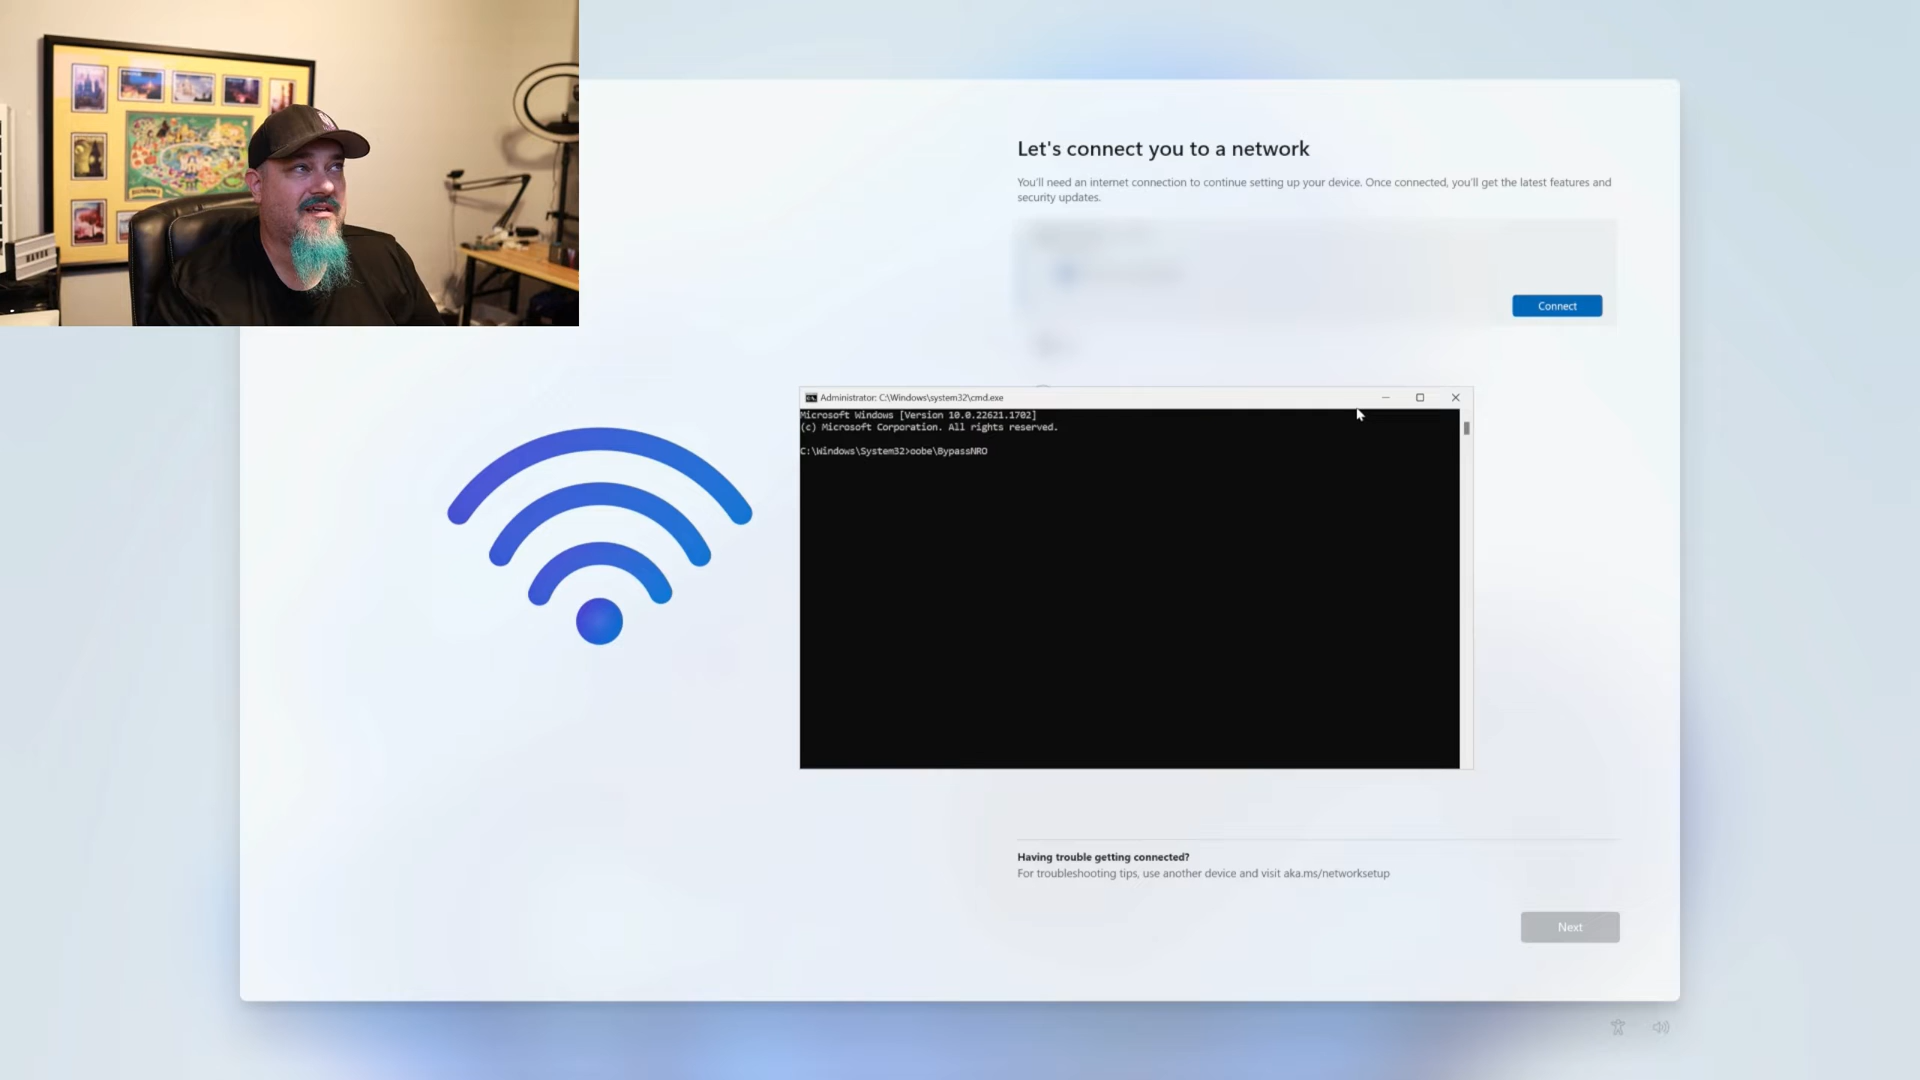 Let's connect you to a network
You'll need an internet connection to continue setting up your device. Once connected, you'll get the latest features and
security updates.
Connect
Administrator: C:\Windows\system32\cmd.exe
Microsoft Windows [Version 10.0.22621.1702]
(c) Microsoft Corporation. All rights reserved.
C:\Windows\System32>oobe\BypassNRO
Having trouble getting connected?
For troubleshooting tips, use another device and visit aka.ms/networksetup
Next